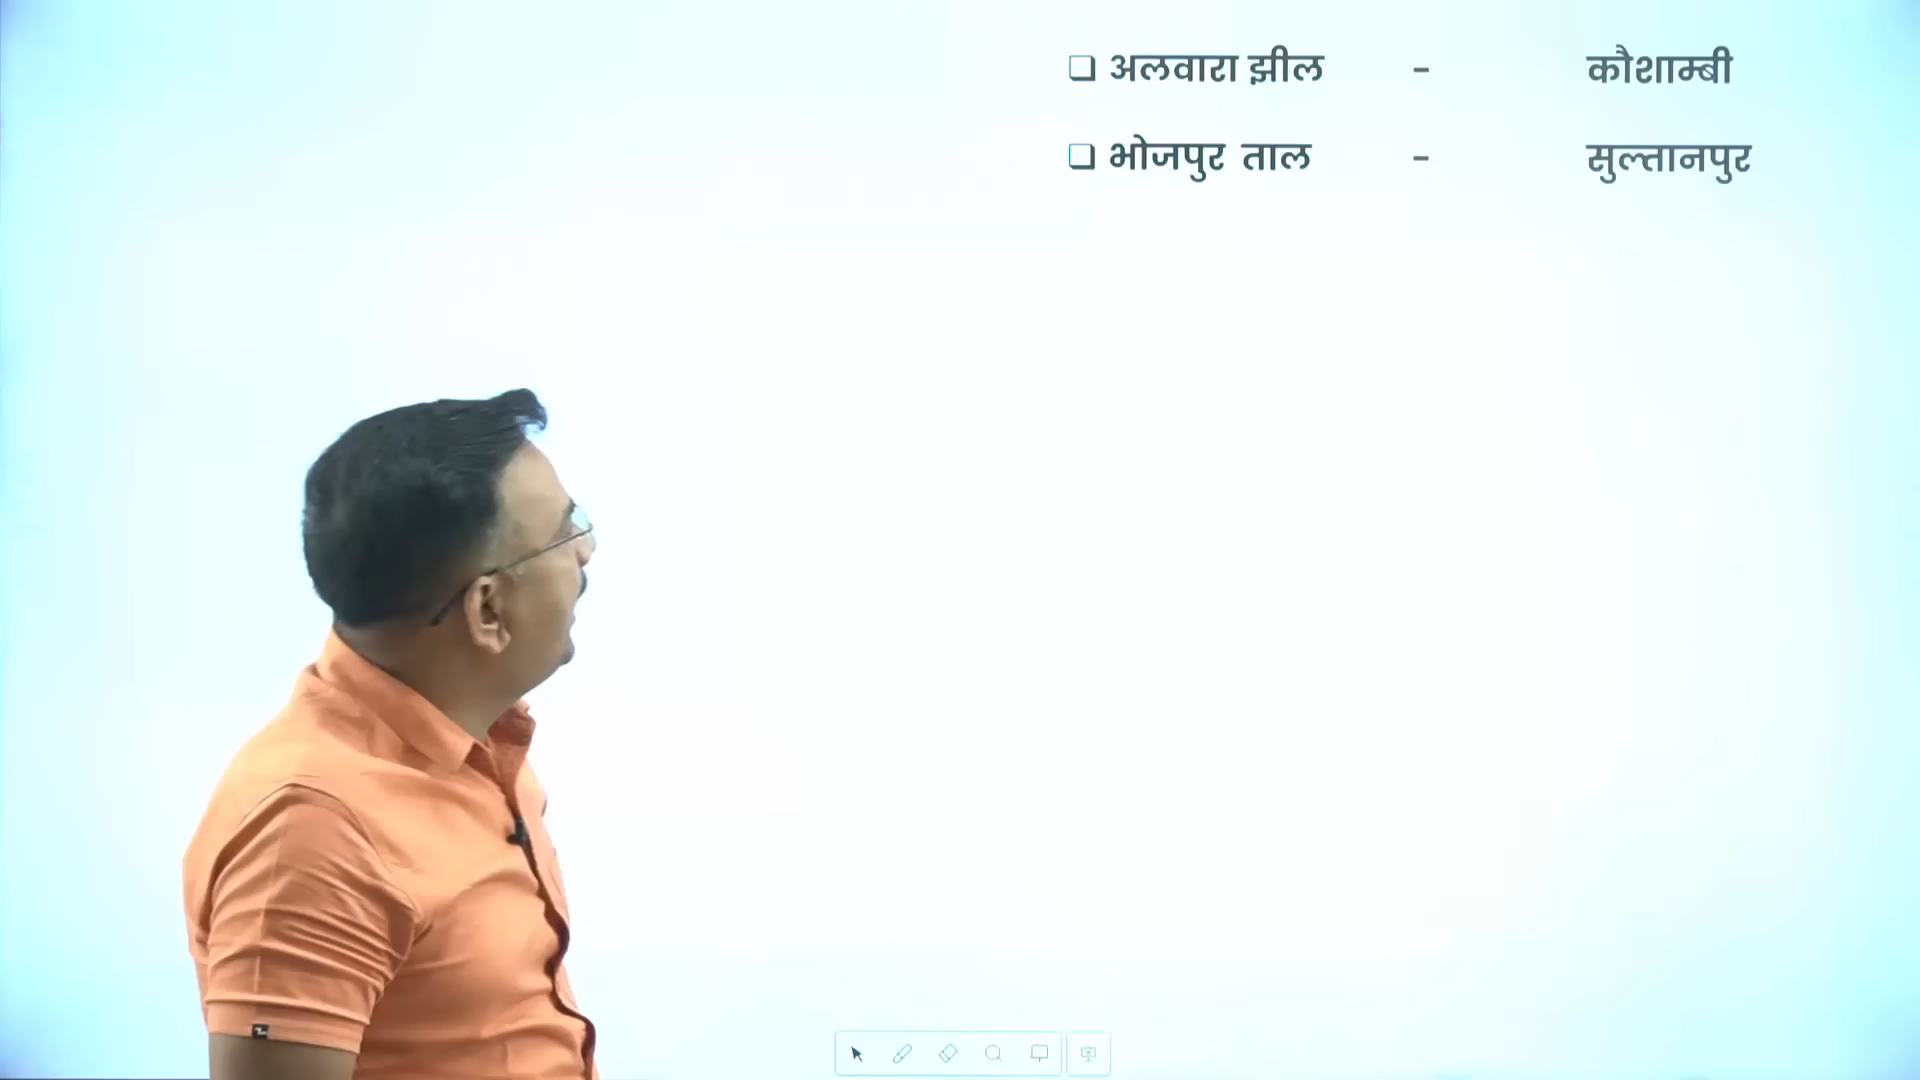 ❑ अलवारा झील - कौशाम्बी
❑ भोजपुर ताल - सुल्तानपुर